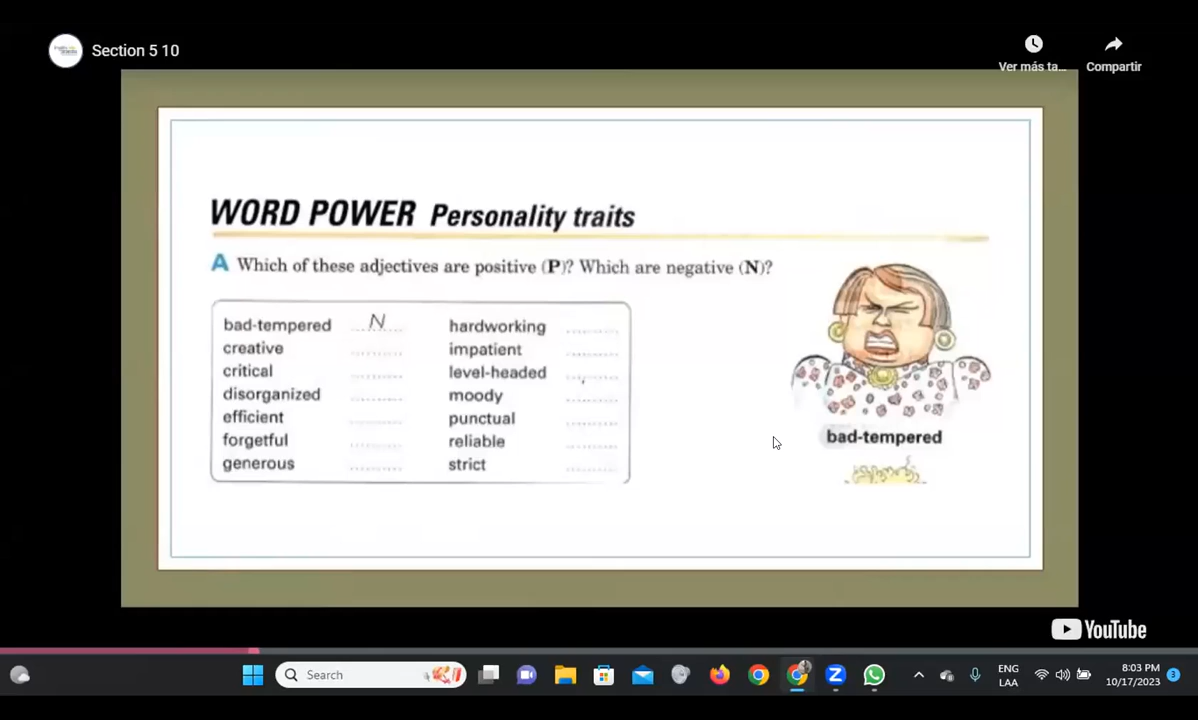 Section 5 10
Ver más ta...
Compartir
WORD POWER Personality traits
A Which of these adjectives are positive (P)? Which are negative (N)?
bad-tempered N
creative
critical
disorganized
efficient
forgetful
generous
hardworking
impatient
level-headed
moody
punctual
reliable
strict
bad-tempered
YouTube
Search
ENG
LAA
8:03 PM
10/17/2023
3